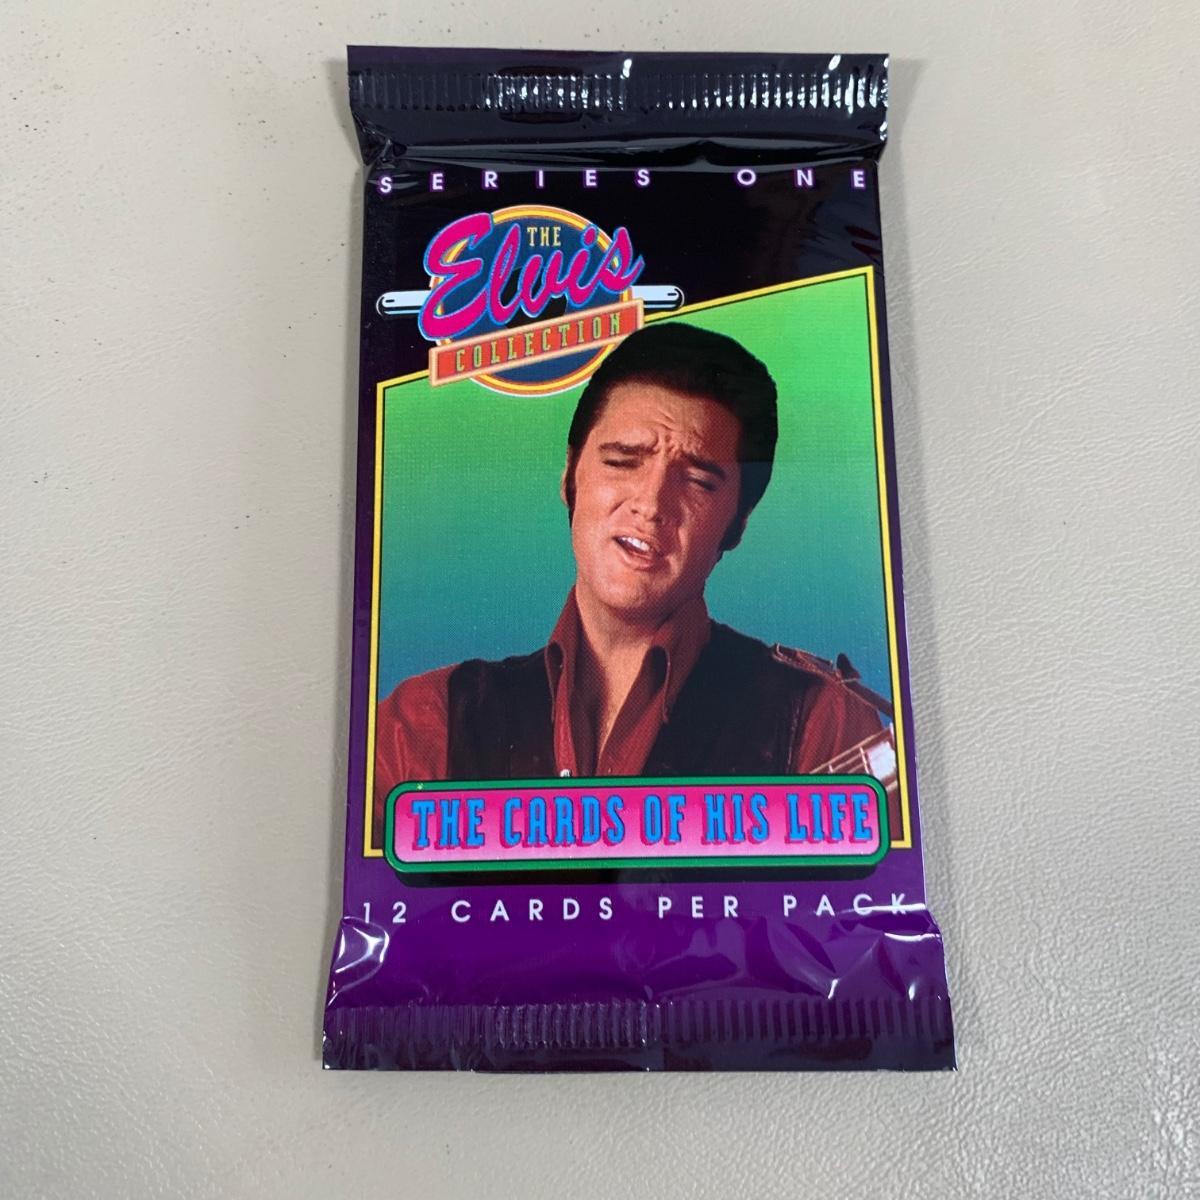 SERIES ONE
THE
Elvis
COLLECTION
THE CARDS OF HIS LIFE
12 CARDS PER PACK